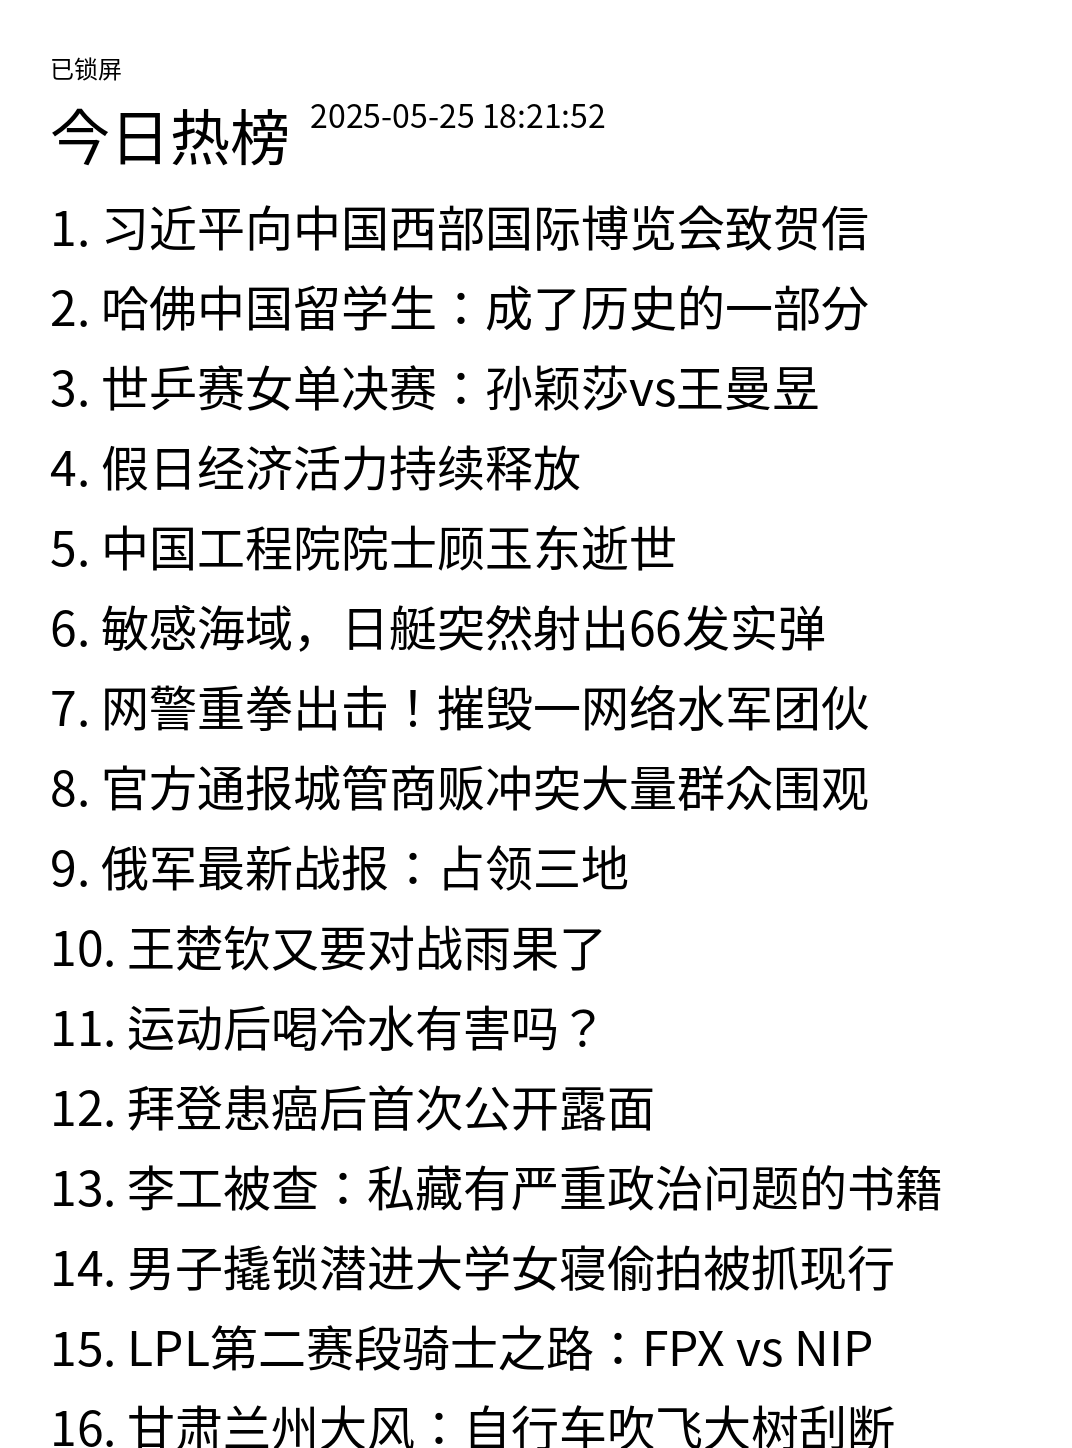 已锁屏
今日热榜 2025-05-25 18:21:52
1. 习近平向中国西部国际博览会致贺信
2. 哈佛中国留学生：成了历史的一部分
3. 世乒赛女单决赛：孙颖莎vs王曼昱
4. 假日经济活力持续释放
5. 中国工程院院士顾玉东逝世
6. 敏感海域，日艇突然射出66发实弹
7. 网警重拳出击！摧毁一网络水军团伙
8. 官方通报城管商贩冲突大量群众围观
9. 俄军最新战报：占领三地
10. 王楚钦又要对战雨果了
11. 运动后喝冷水有害吗？
12. 拜登患癌后首次公开露面
13. 李工被查：私藏有严重政治问题的书籍
14. 男子撬锁潜进大学女寝偷拍被抓现行
15. LPL第二赛段骑士之路：FPX vs NIP
16. 甘肃兰州大风：自行车吹飞大树刮断